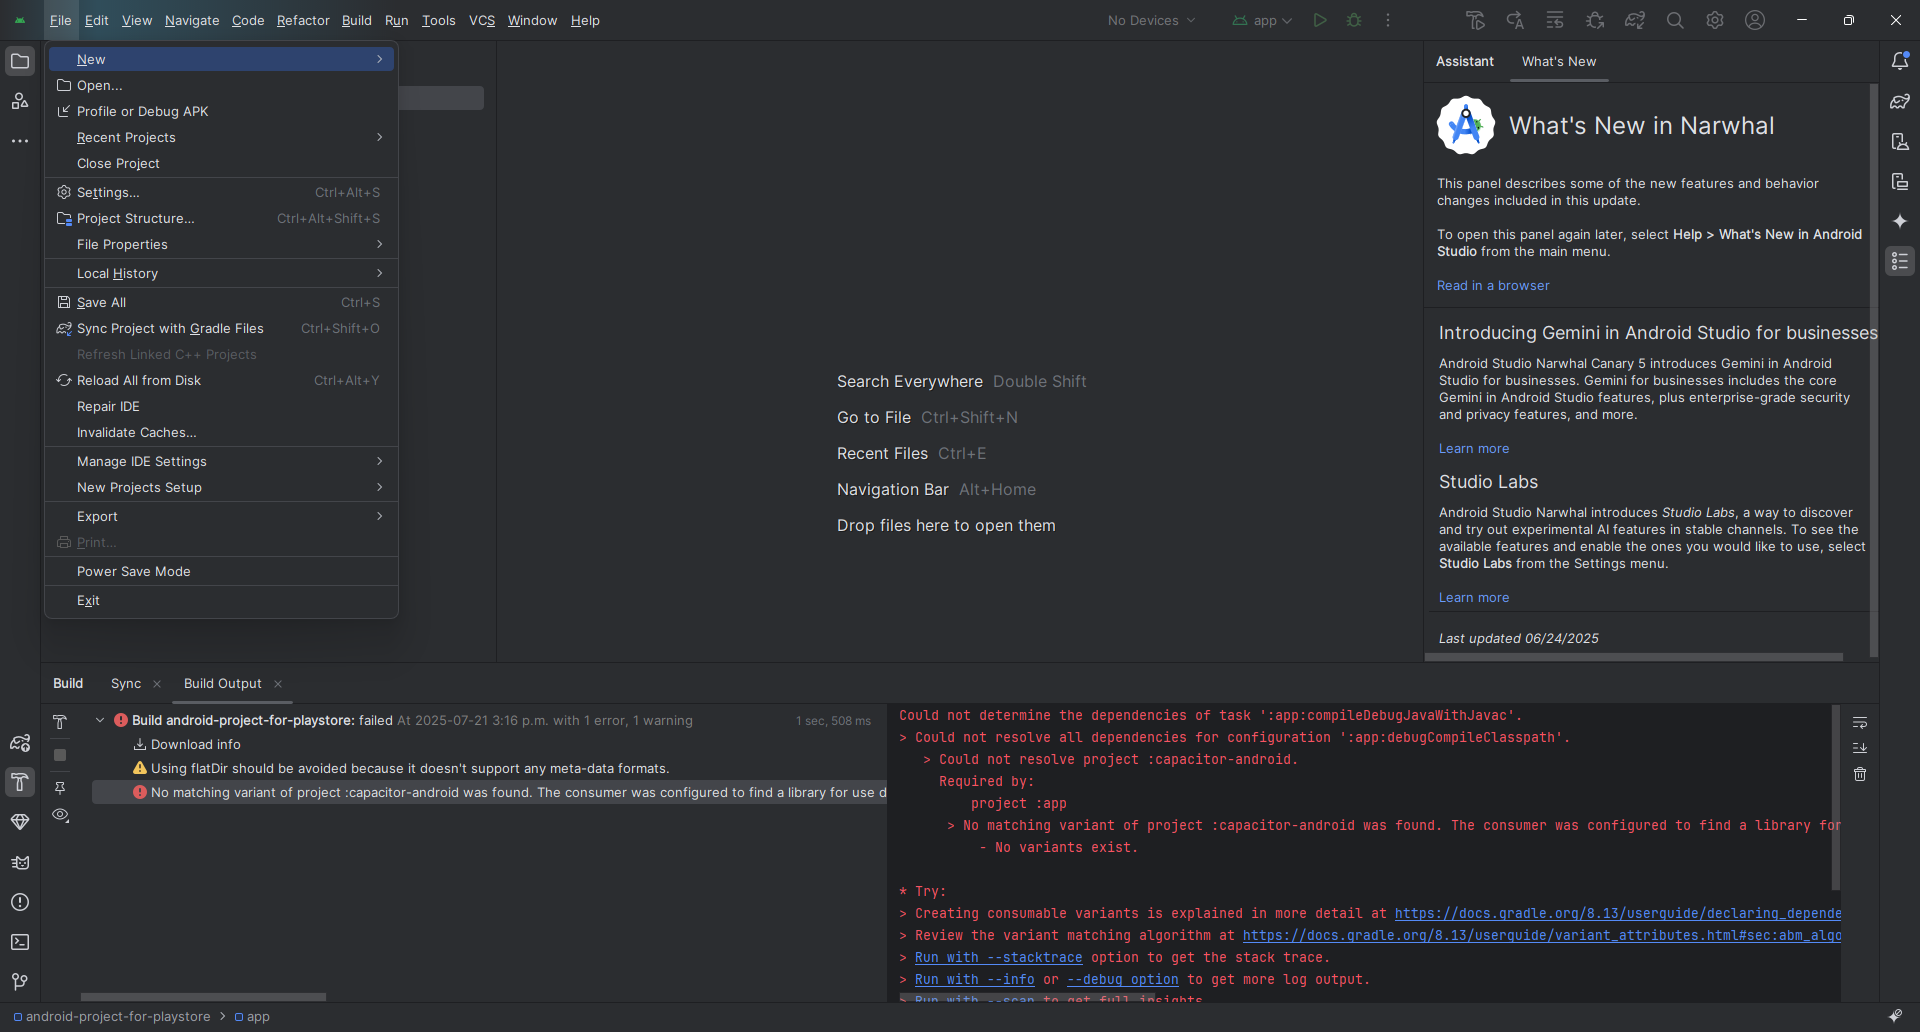 File Edit View Navigate Code Refactor Build Run Tools VCS Window Help
No Devices
app
New
Open...
Profile or Debug APK
Recent Projects
Close Project
Settings... Ctrl+Alt+S
Project Structure... Ctrl+Alt+Shift+S
File Properties
Local History
Save All Ctrl+S
Sync Project with Gradle Files Ctrl+Shift+O
Refresh Linked C++ Projects
Reload All from Disk Ctrl+Alt+Y
Repair IDE
Invalidate Caches...
Manage IDE Settings
New Projects Setup
Export
Print...
Power Save Mode
Exit
Search Everywhere Double Shift
Go to File Ctrl+Shift+N
Recent Files Ctrl+E
Navigation Bar Alt+Home
Drop files here to open them
Assistant What's New
What's New in Narwhal
This panel describes some of the new features and behavior
changes included in this update.
To open this panel again later, select Help > What's New in Android
Studio from the main menu.
Read in a browser
Introducing Gemini in Android Studio for businesses
Android Studio Narwhal Canary 5 introduces Gemini in Android
Studio for businesses. Gemini for businesses includes the core
Gemini in Android Studio features, plus enterprise-grade security
and privacy features, and more.
Learn more
Studio Labs
Android Studio Narwhal introduces Studio Labs, a way to discover
and try out experimental AI features in stable channels. To see the
available features and enable the ones you would like to use, select
Studio Labs from the Settings menu.
Learn more
Last updated 06/24/2025
Build Sync Build Output
Build android-project-for-playstore: failed At 2025-07-21 3:16 p.m. with 1 error, 1 warning 1 sec, 508 ms
Download info
Using flatDir should be avoided because it doesn't support any meta-data formats.
No matching variant of project :capacitor-android was found. The consumer was configured to find a library for use d
Could not determine the dependencies of task ':app:compileDebugJavaWithJavac'.
> Could not resolve all dependencies for configuration ':app:debugCompileClasspath'.
> Could not resolve project :capacitor-android.
Required by:
project :app
> No matching variant of project :capacitor-android was found. The consumer was configured to find a library for
- No variants exist.
* Try:
> Creating consumable variants is explained in more detail at https://docs.gradle.org/8.13/userguide/declaring_depende
> Review the variant matching algorithm at https://docs.gradle.org/8.13/userguide/variant_attributes.html#sec:abm_algo
> Run with --stacktrace option to get the stack trace.
> Run with --info or --debug option to get more log output.
> Run with --scan to get full insights
android-project-for-playstore > app